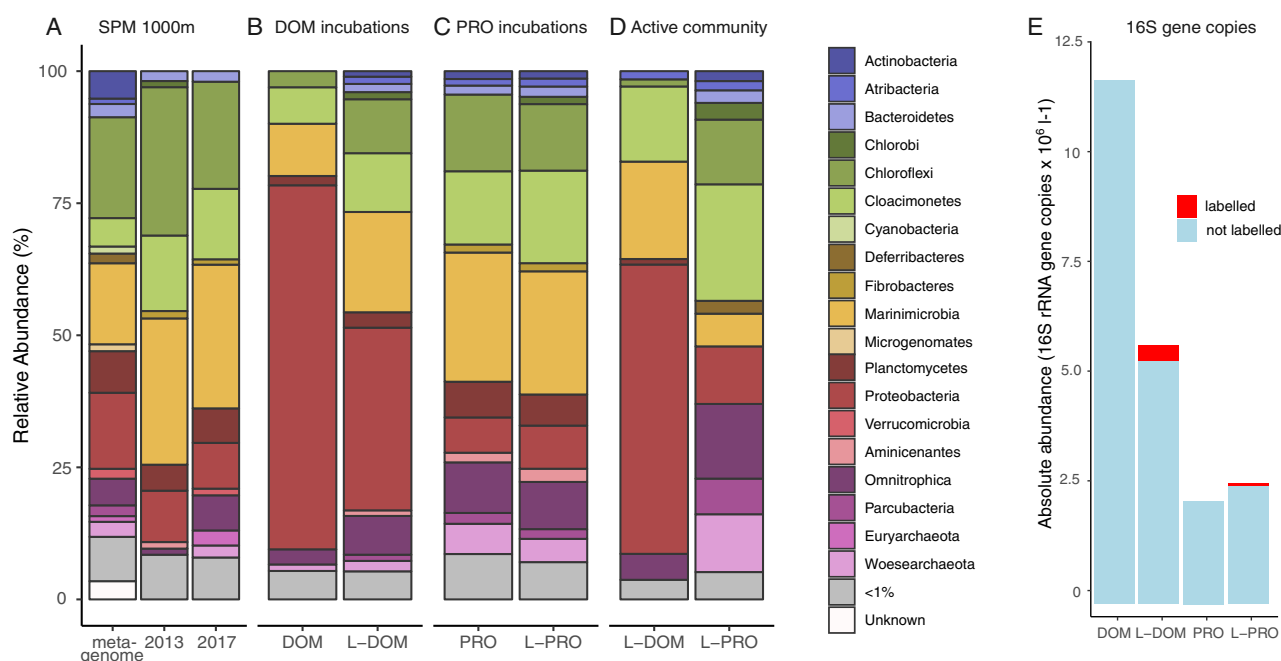 A SPM 1000m
B DOM incubations
C PRO incubations
D Active community
E 16S gene copies
Relative Abundance (%)
100
75
50
25
0
meta-genome 2013 2017
DOM L−DOM
PRO L−PRO
L−DOM L−PRO
Actinobacteria
Atribacteria
Bacteroidetes
Chlorobi
Chloroflexi
Cloacimonetes
Cyanobacteria
Deferribacteres
Fibrobacteres
Marinimicrobia
Microgenomates
Planctomycetes
Proteobacteria
Verrucomicrobia
Aminicenantes
Omnitrophica
Parcubacteria
Euryarchaeota
Woesearchaeota
<1%
Unknown
Absolute abundance (16S rRNA gene copies x 10⁶ l-1)
12.5
10
7.5
5.0
2.5
0
labelled
not labelled
DOM L−DOM PRO L−PRO